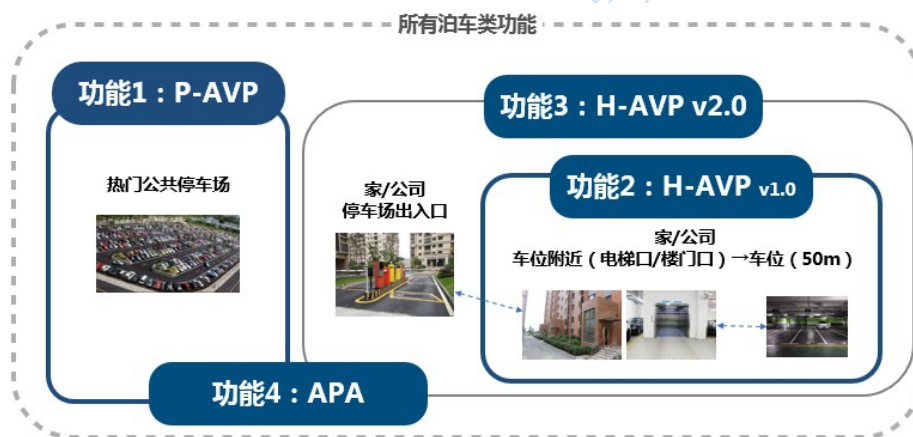 所有泊车类功能
功能1：P-AVP
热门公共停车场
功能3：H-AVP v2.0
家/公司
停车场出入口
功能2：H-AVP v1.0
家/公司
车位附近（电梯口/楼门口）→车位（50m）
功能4：APA